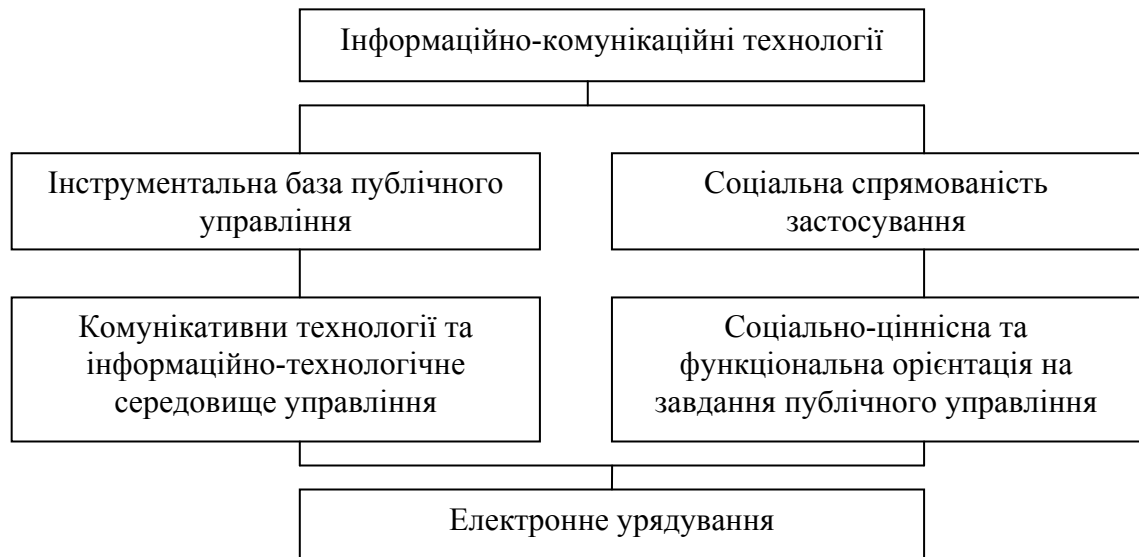 Інформаційно-комунікаційні технології
Інструментальна база публічного
управління
Соціальна спрямованість
застосування
Комунікативни технології та
інформаційно-технологічне
середовище управління
Соціально-ціннісна та
функціональна орієнтація на
завдання публічного управління
Електронне урядування